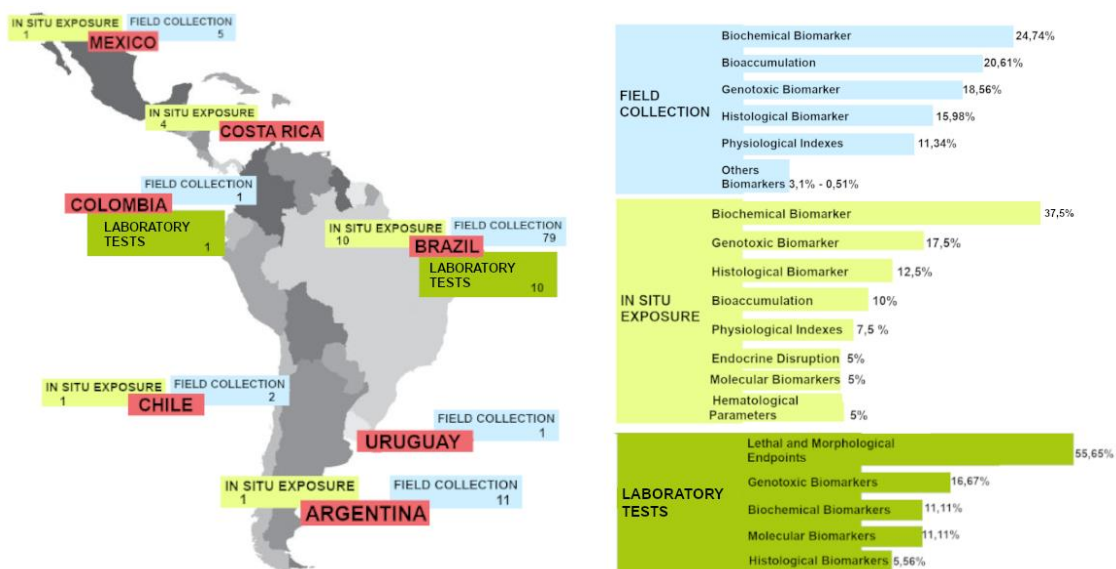 IN SITU EXPOSURE
1
FIELD COLLECTION
5
MEXICO
IN SITU EXPOSURE
4
COSTA RICA
FIELD COLLECTION
1
COLOMBIA
LABORATORY
TESTS
1
IN SITU EXPOSURE
10
FIELD COLLECTION
79
BRAZIL
LABORATORY
TESTS
10
IN SITU EXPOSURE
1
FIELD COLLECTION
2
CHILE
FIELD COLLECTION
1
URUGUAY
IN SITU EXPOSURE
1
FIELD COLLECTION
11
ARGENTINA
FIELD
COLLECTION
Biochemical Biomarker 24,74%
Bioaccumulation 20,61%
Genotoxic Biomarker 18,56%
Histological Biomarker 15,98%
Physiological Indexes 11,34%
Others
Biomarkers 3,1% - 0,51%
IN SITU
EXPOSURE
Biochemical Biomarker 37,5%
Genotoxic Biomarker 17,5%
Histological Biomarker 12,5%
Bioaccumulation 10%
Physiological Indexes 7,5 %
Endocrine Disruption 5%
Molecular Biomarkers 5%
Hematological
Parameters 5%
LABORATORY
TESTS
Lethal and Morphological
Endpoints 55,65%
Genotoxic Biomarkers 16,67%
Biochemical Biomarkers 11,11%
Molecular Biomarkers 11,11%
Histological Biomarkers 5,56%